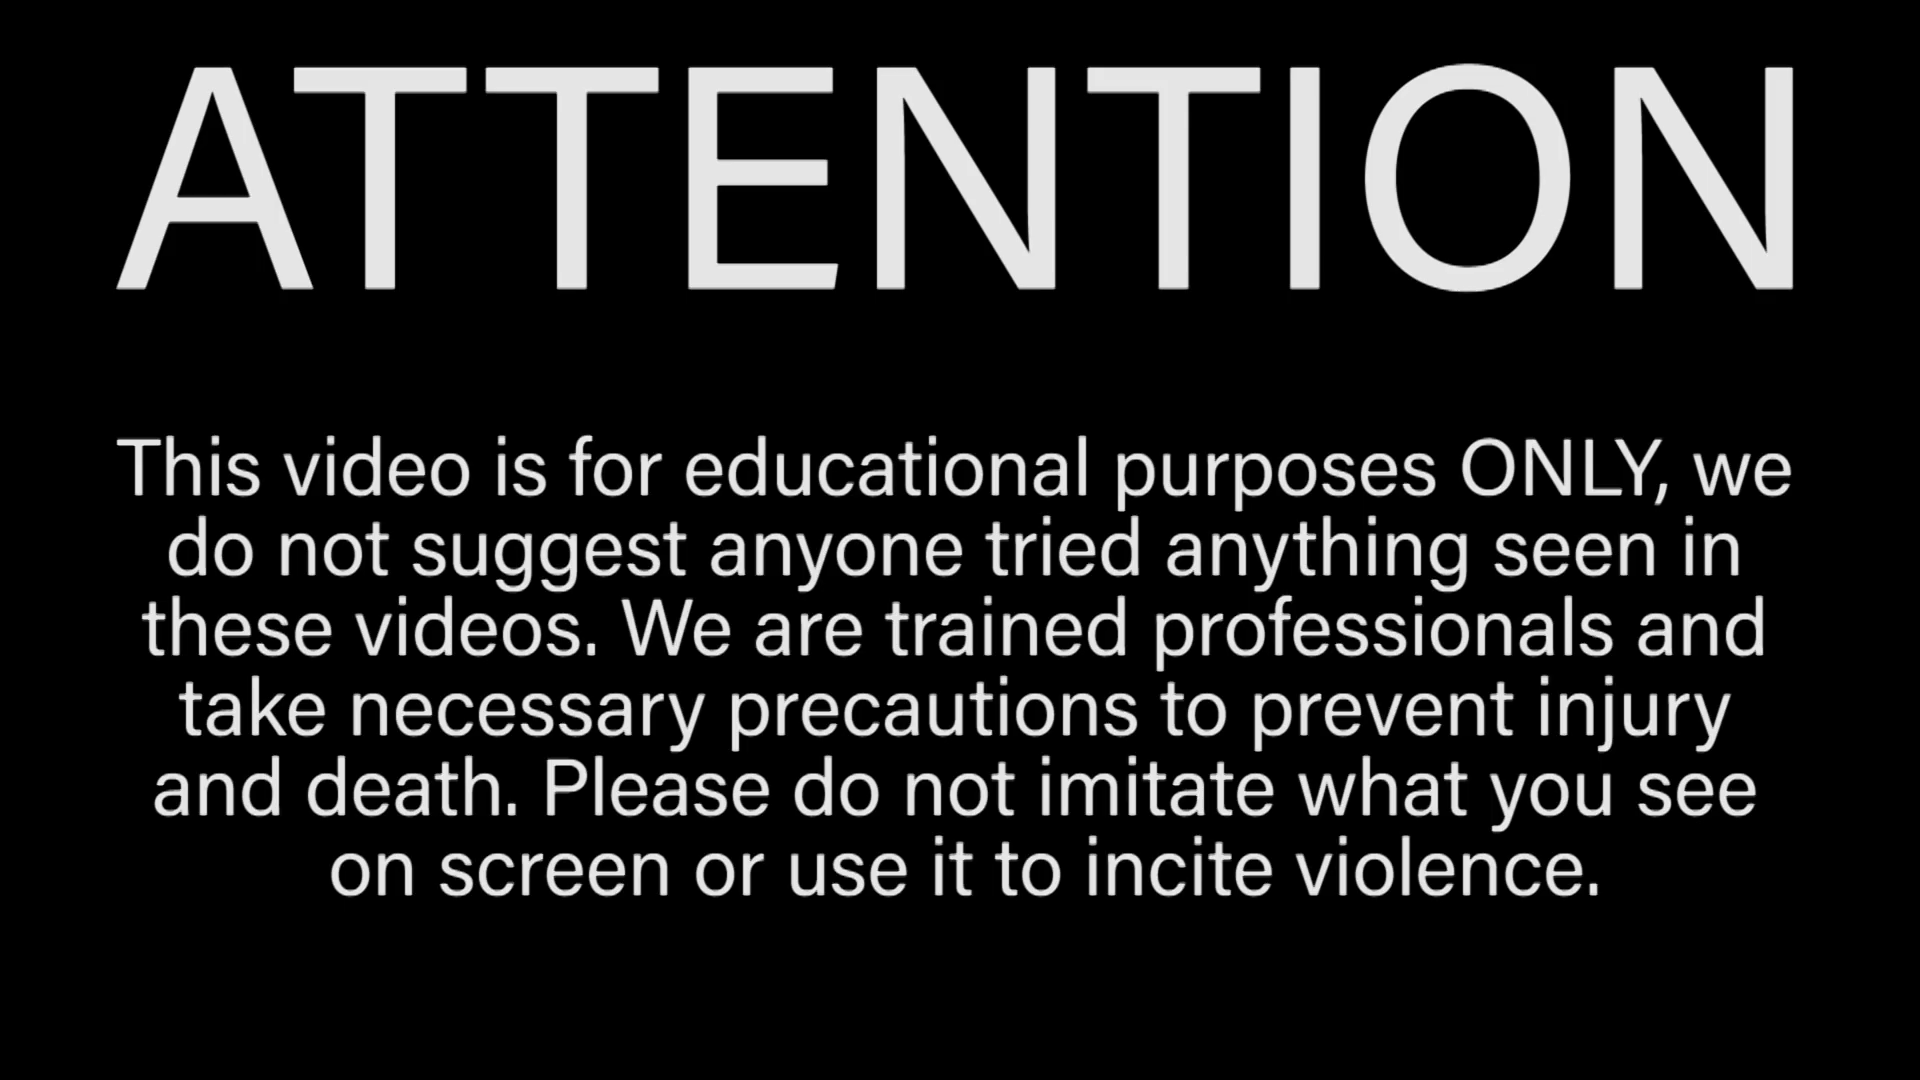 ATTENTION
This video is for educational purposes ONLY, we
do not suggest anyone tried anything seen in
these videos. We are trained professionals and
take necessary precautions to prevent injury
and death. Please do not imitate what you see
on screen or use it to incite violence.